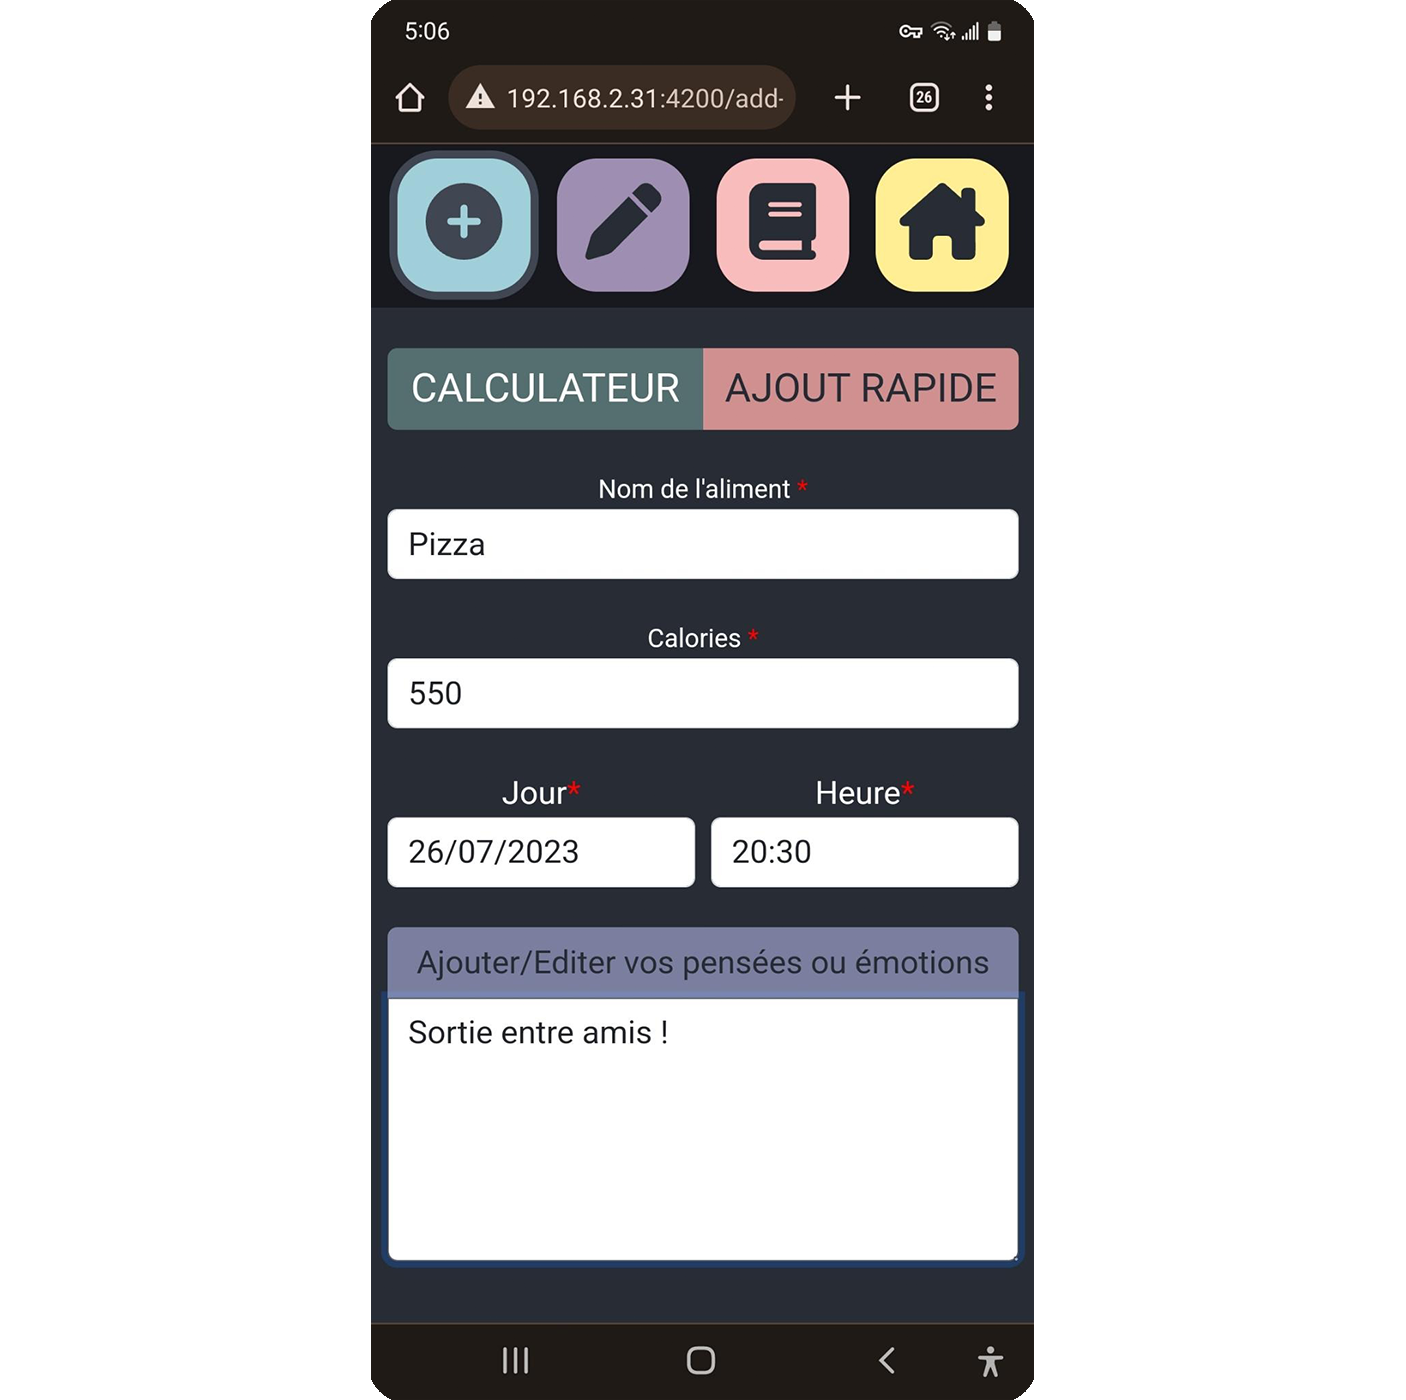 5:06
192.168.2.31:4200/add-
26
CALCULATEUR
AJOUT RAPIDE
Nom de l'aliment *
Pizza
Calories *
550
Jour*
Heure*
26/07/2023
20:30
Ajouter/Editer vos pensées ou émotions
Sortie entre amis !